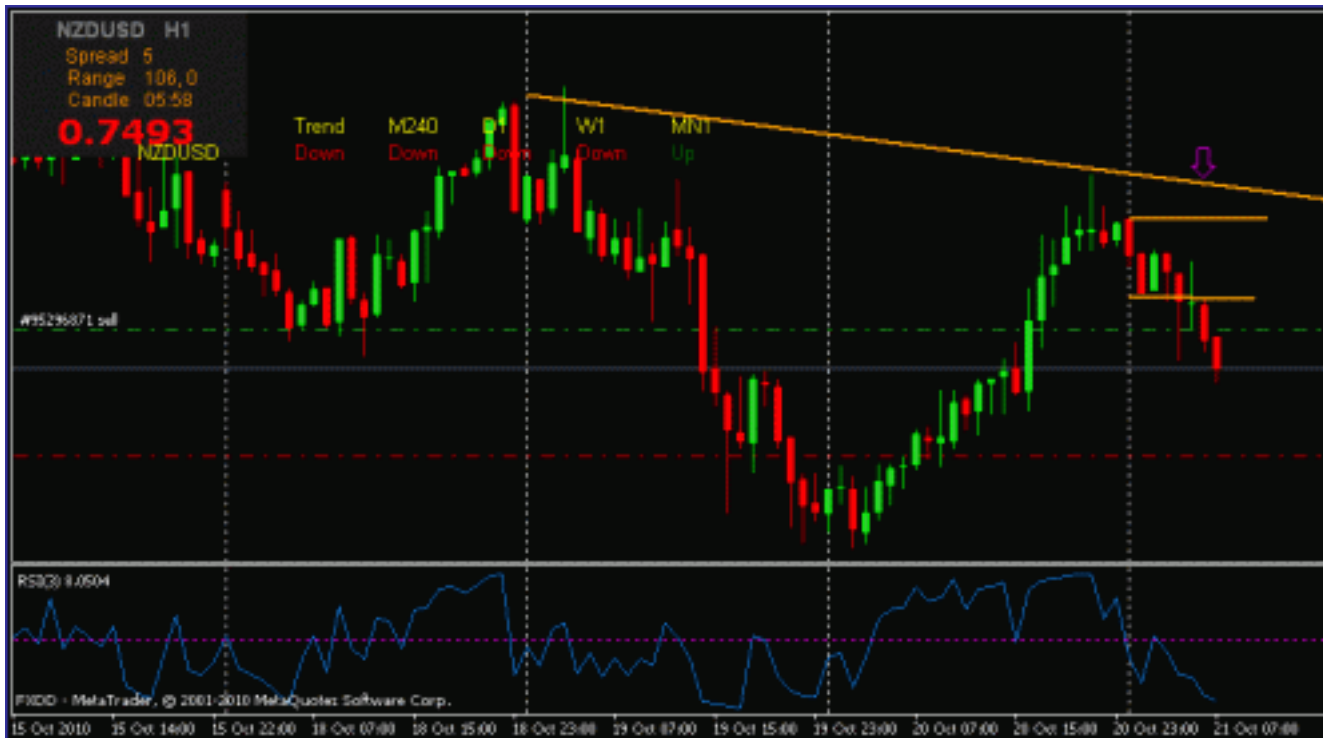 NZDUSD H1
Spread 5
Range 106,0
Candle 05:58
0.7493
Trend M240 D1 W1 MN1
NZDUSD Down Down Down Down Up
#95296871 sell
RSI(3) 8.0504
FXDD - MetaTrader, © 2001-2010 MetaQuotes Software Corp.
15 Oct 2010 15 Oct 14:00 15 Oct 22:00 18 Oct 07:00 18 Oct 15:00 18 Oct 23:00 19 Oct 07:00 19 Oct 15:00 19 Oct 23:00 20 Oct 07:00 20 Oct 15:00 20 Oct 23:00 21 Oct 07:00